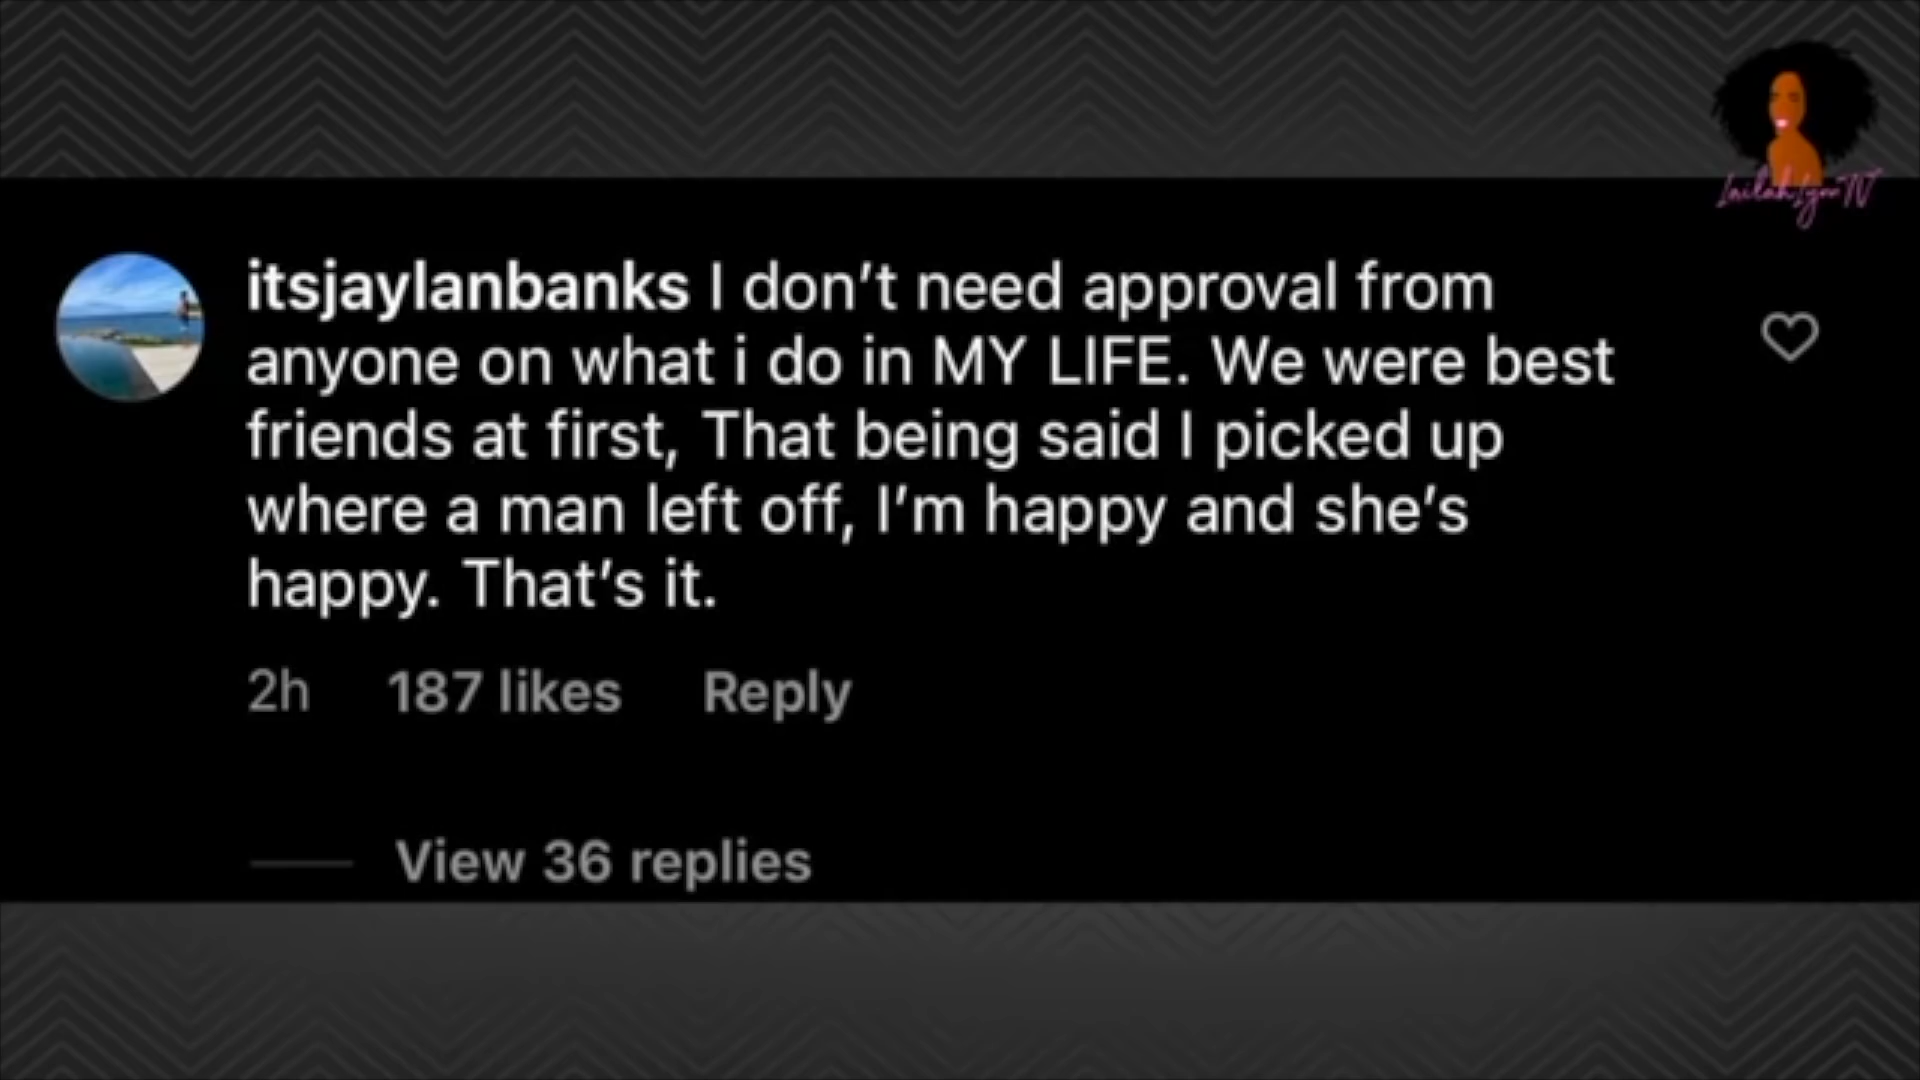 LailahLynnTV
itsjaylanbanks I don't need approval from
anyone on what i do in MY LIFE. We were best
friends at first, That being said I picked up
where a man left off, I'm happy and she's
happy. That's it.
2h 187 likes Reply
View 36 replies